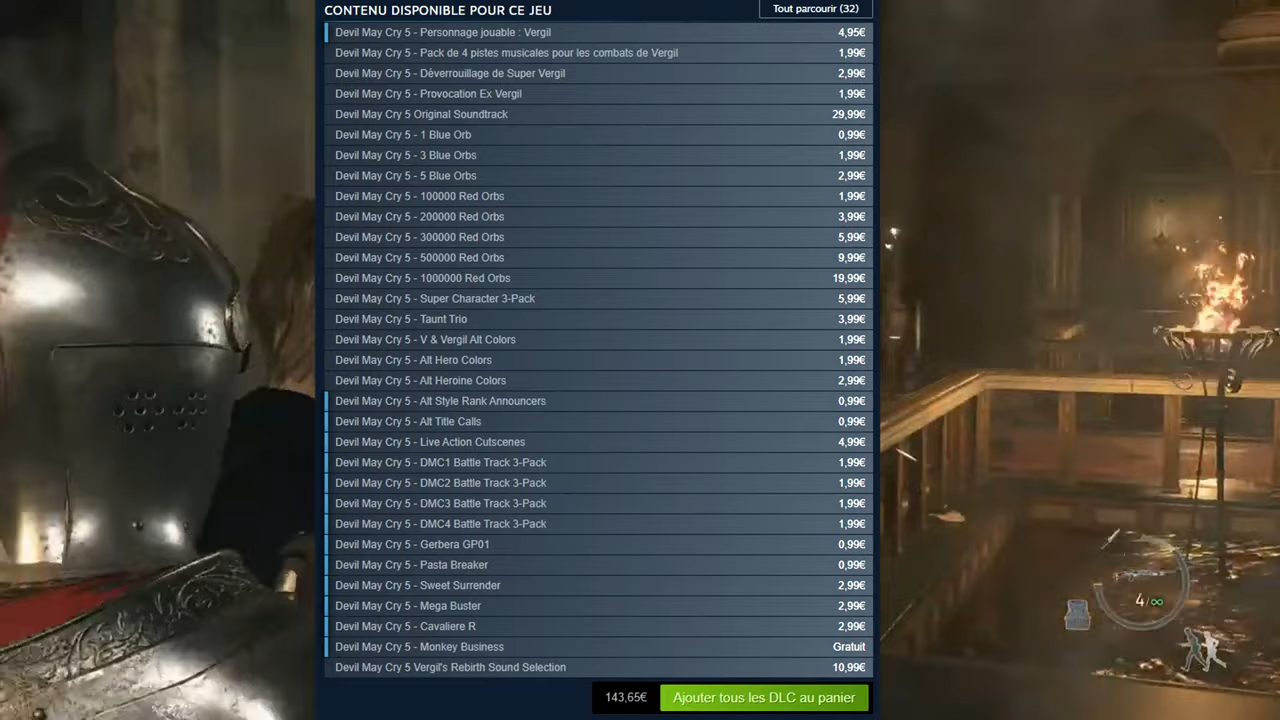 CONTENU DISPONIBLE POUR CE JEU
Tout parcourir (32)
Devil May Cry 5 - Personnage jouable : Vergil 4,95€
Devil May Cry 5 - Pack de 4 pistes musicales pour les combats de Vergil 1,99€
Devil May Cry 5 - Déverrouillage de Super Vergil 2,99€
Devil May Cry 5 - Provocation Ex Vergil 1,99€
Devil May Cry 5 Original Soundtrack 29,99€
Devil May Cry 5 - 1 Blue Orb 0,99€
Devil May Cry 5 - 3 Blue Orbs 1,99€
Devil May Cry 5 - 5 Blue Orbs 2,99€
Devil May Cry 5 - 100000 Red Orbs 1,99€
Devil May Cry 5 - 200000 Red Orbs 3,99€
Devil May Cry 5 - 300000 Red Orbs 5,99€
Devil May Cry 5 - 500000 Red Orbs 9,99€
Devil May Cry 5 - 1000000 Red Orbs 19,99€
Devil May Cry 5 - Super Character 3-Pack 5,99€
Devil May Cry 5 - Taunt Trio 3,99€
Devil May Cry 5 - V & Vergil Alt Colors 1,99€
Devil May Cry 5 - Alt Hero Colors 1,99€
Devil May Cry 5 - Alt Heroine Colors 2,99€
Devil May Cry 5 - Alt Style Rank Announcers 0,99€
Devil May Cry 5 - Alt Title Calls 0,99€
Devil May Cry 5 - Live Action Cutscenes 4,99€
Devil May Cry 5 - DMC1 Battle Track 3-Pack 1,99€
Devil May Cry 5 - DMC2 Battle Track 3-Pack 1,99€
Devil May Cry 5 - DMC3 Battle Track 3-Pack 1,99€
Devil May Cry 5 - DMC4 Battle Track 3-Pack 1,99€
Devil May Cry 5 - Gerbera GP01 0,99€
Devil May Cry 5 - Pasta Breaker 0,99€
Devil May Cry 5 - Sweet Surrender 2,99€
Devil May Cry 5 - Mega Buster 2,99€
Devil May Cry 5 - Cavaliere R 2,99€
Devil May Cry 5 - Monkey Business Gratuit
Devil May Cry 5 Vergil's Rebirth Sound Selection 10,99€
143,65€ Ajouter tous les DLC au panier
4/∞